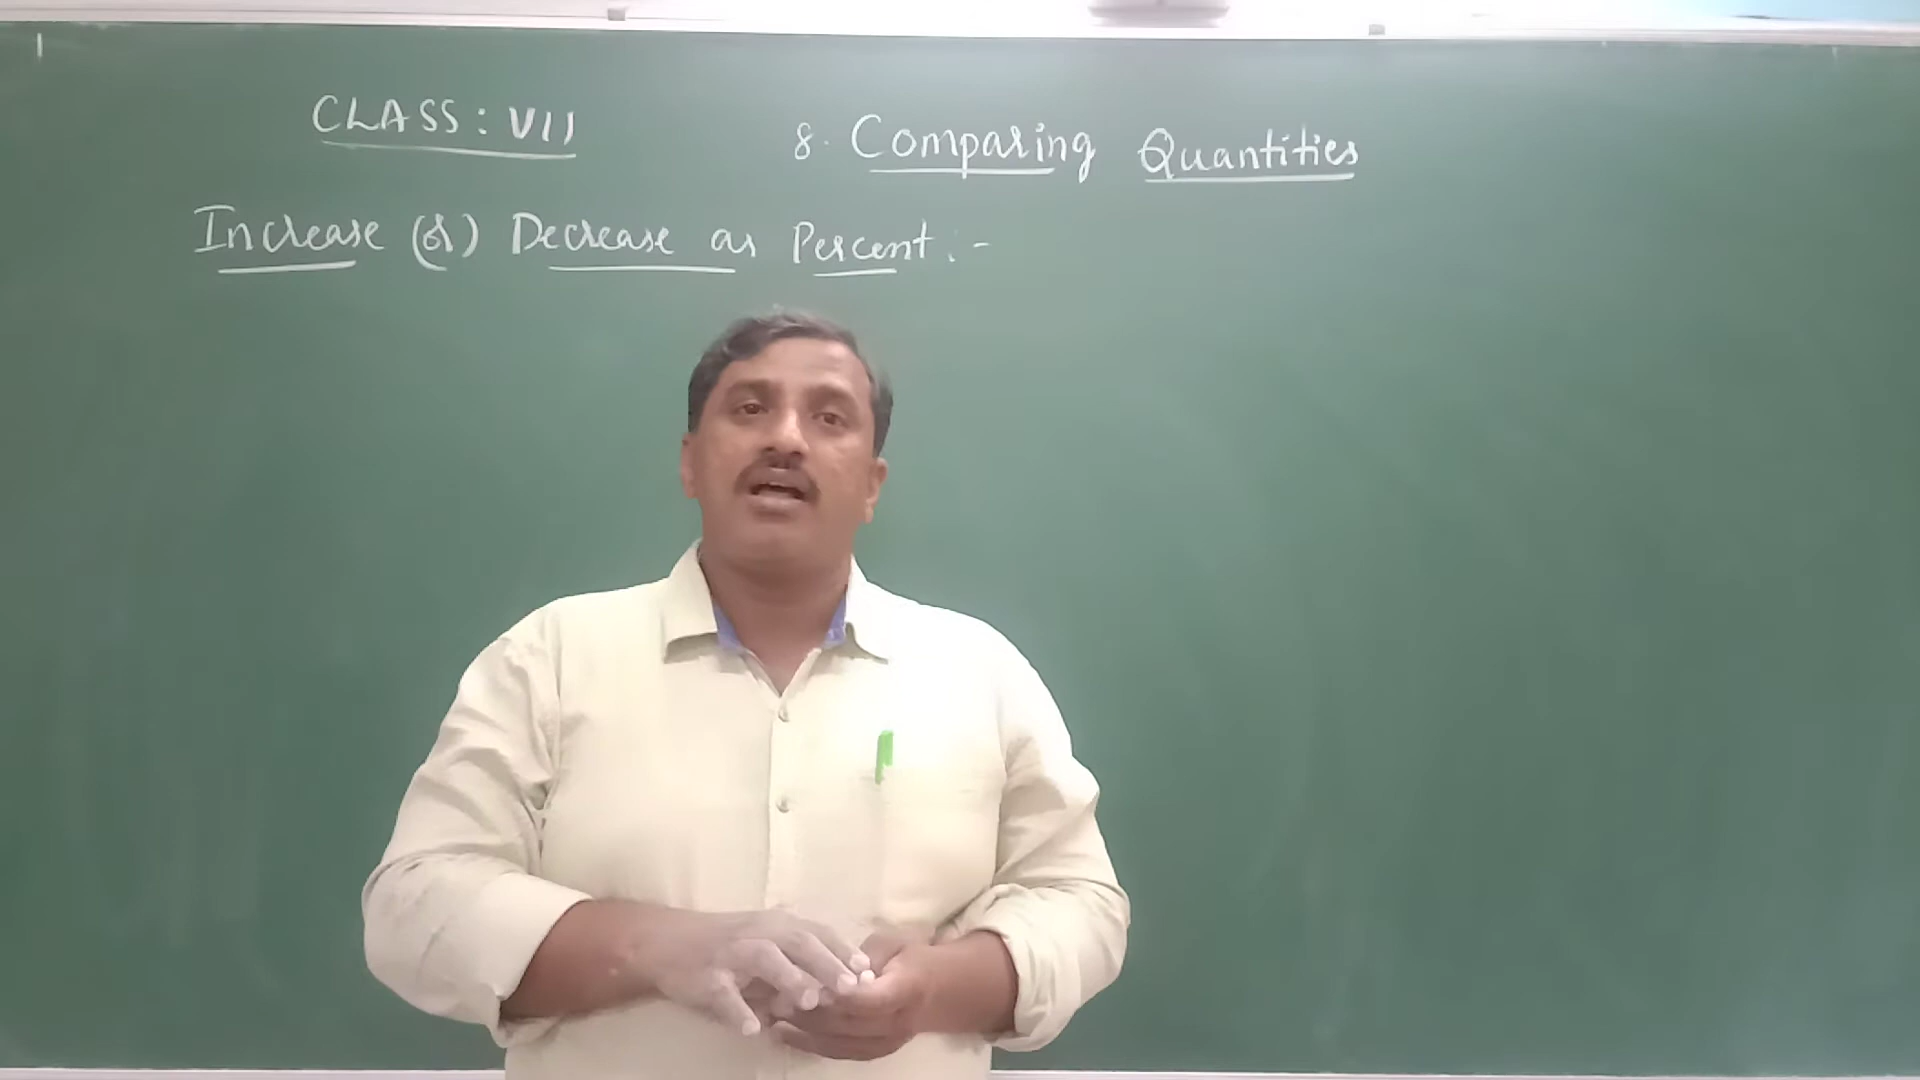 CLASS: VII
8. Comparing Quantities
Increase (or) Decrease as Percent:-